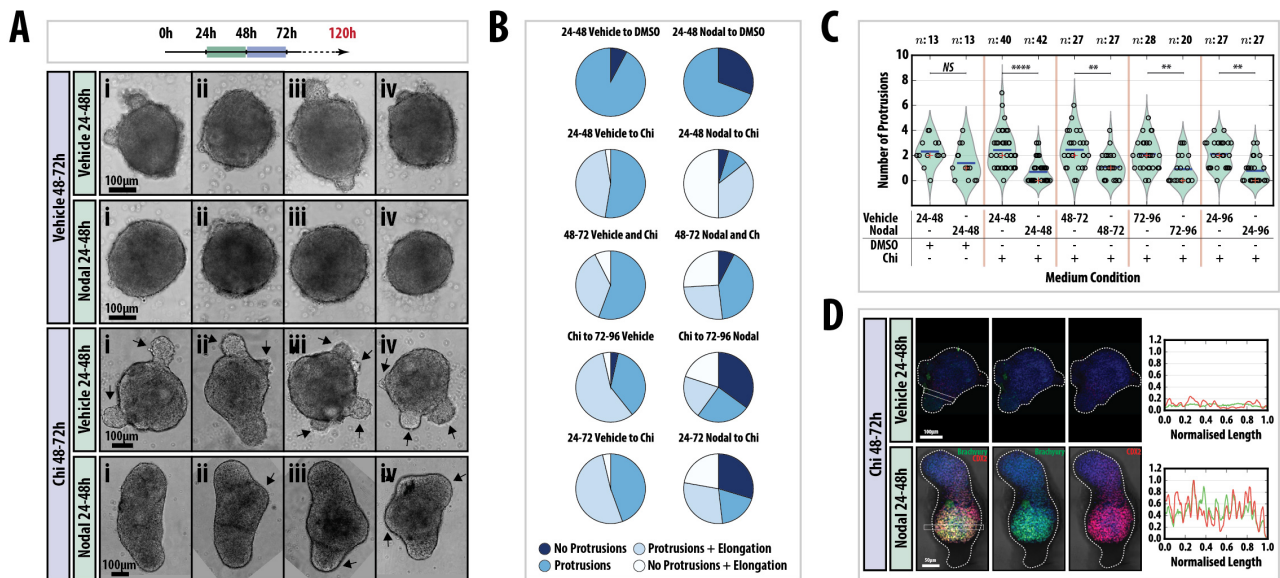 A
0h 24h 48h 72h 120h
Vehicle 48-72h
Vehicle 24-48h
i ii iii iv
100μm
Nodal 24-48h
i ii iii iv
100μm
Chi 48-72h
Vehicle 24-48h
i ii iii iv
100μm
Nodal 24-48h
i ii iii iv
100μm
B
24-48 Vehicle to DMSO 24-48 Nodal to DMSO
24-48 Vehicle to Chi 24-48 Nodal to Chi
48-72 Vehicle and Chi 48-72 Nodal and Ch
Chi to 72-96 Vehicle Chi to 72-96 Nodal
24-72 Vehicle to Chi 24-72 Nodal to Chi
No Protrusions Protrusions + Elongation
Protrusions No Protrusions + Elongation
C
n: 13 n: 13 n: 40 n: 42 n: 27 n: 27 n: 28 n: 20 n: 27 n: 27
NS **** ** ** **
Number of Protrusions
10
8
6
4
2
0
Vehicle 24-48 - 24-48 - 48-72 - 72-96 - 24-96 -
Nodal - 24-48 - 24-48 - 48-72 - 72-96 - 24-96
DMSO + + - - - - - - - -
Chi - - + + + + + + + +
Medium Condition
D
Chi 48-72h
Vehicle 24-48h
100μm
1.2
1.0
0.8
0.6
0.4
0.2
0.0
0.0 0.2 0.4 0.6 0.8 1.0
Normalised Length
Nodal 24-48h
Brachyury
CDX2
Brachyury
CDX2
50μm
1.2
1.0
0.8
0.6
0.4
0.2
0.0
0.0 0.2 0.4 0.6 0.8 1.0
Normalised Length